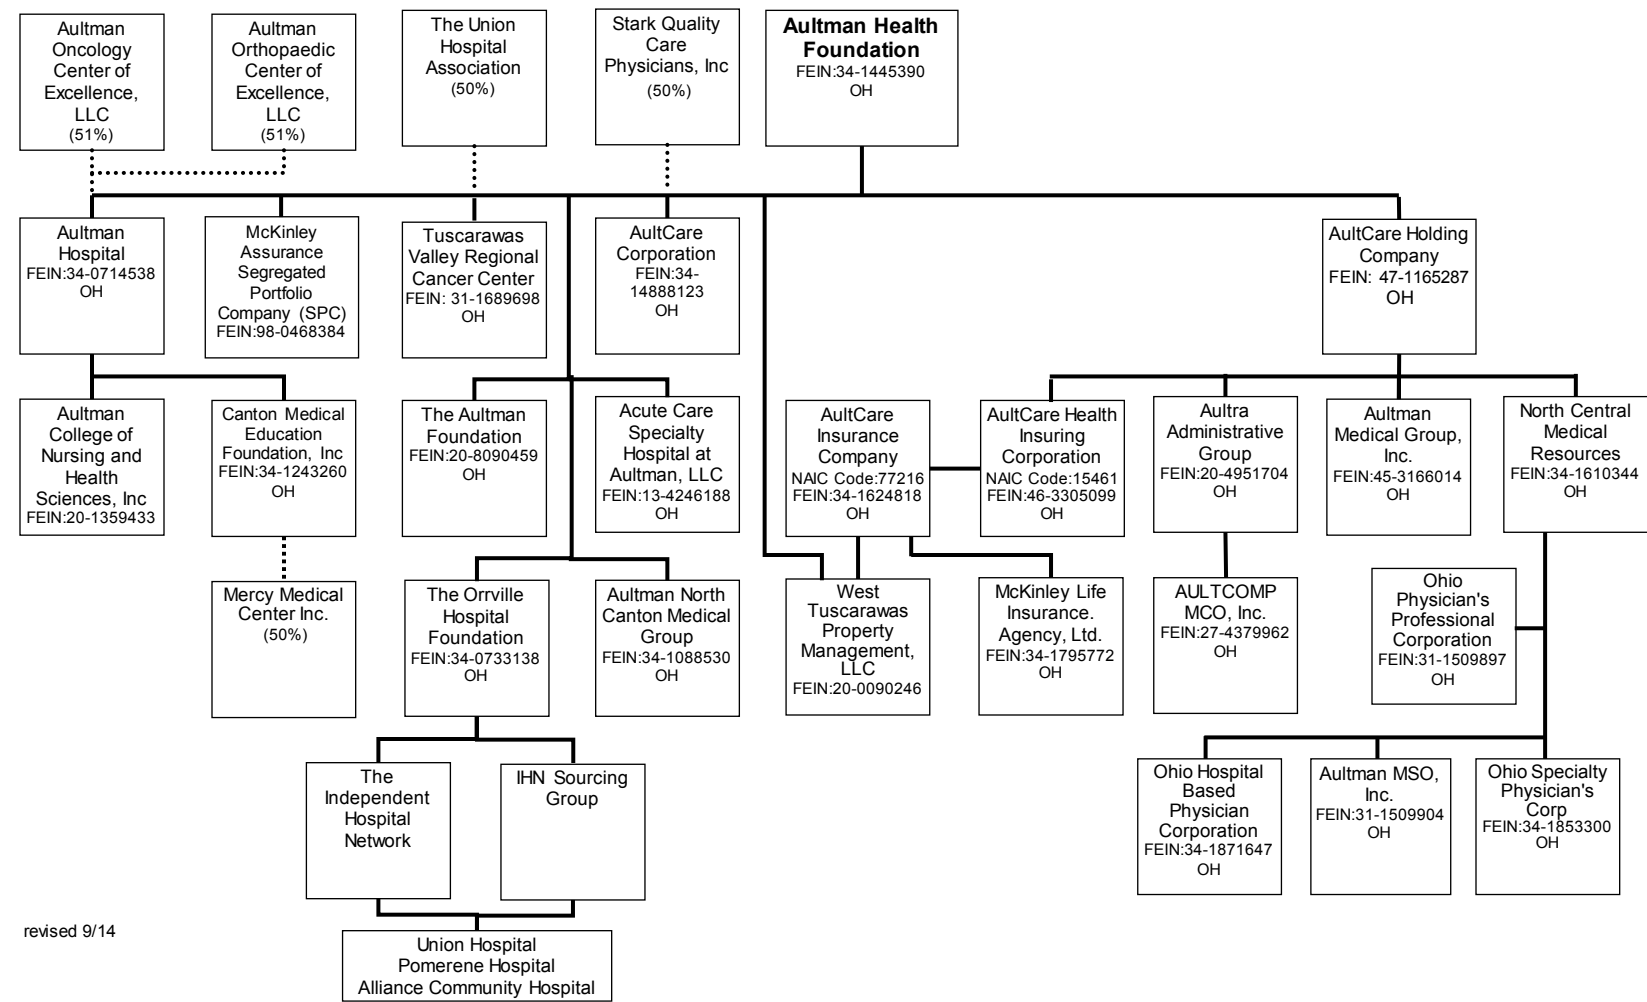 Aultman
Oncology
Center of
Excellence,
LLC
(51%)
Aultman
Orthopaedic
Center of
Excellence,
LLC
(51%)
The Union
Hospital
Association
(50%)
Stark Quality
Care
Physicians, Inc
(50%)
Aultman Health
Foundation
FEIN:34-1445390
OH
Aultman
Hospital
FEIN:34-0714538
OH
McKinley
Assurance
Segregated
Portfolio
Company (SPC)
FEIN:98-0468384
Tuscarawas
Valley Regional
Cancer Center
FEIN: 31-1689698
OH
AultCare
Corporation
FEIN:34-
14888123
OH
AultCare Holding
Company
FEIN: 47-1165287
OH
Aultman
College of
Nursing and
Health
Sciences, Inc
FEIN:20-1359433
Canton Medical
Education
Foundation, Inc
FEIN:34-1243260
OH
The Aultman
Foundation
FEIN:20-8090459
OH
Acute Care
Specialty
Hospital at
Aultman, LLC
FEIN:13-4246188
OH
AultCare
Insurance
Company
NAIC Code:77216
FEIN:34-1624818
OH
AultCare Health
Insuring
Corporation
NAIC Code:15461
FEIN:46-3305099
OH
Aultra
Administrative
Group
FEIN:20-4951704
OH
Aultman
Medical Group,
Inc.
FEIN:45-3166014
OH
North Central
Medical
Resources
FEIN:34-1610344
OH
Mercy Medical
Center Inc.
(50%)
The Orrville
Hospital
Foundation
FEIN:34-0733138
OH
Aultman North
Canton Medical
Group
FEIN:34-1088530
OH
West
Tuscarawas
Property
Management,
LLC
FEIN:20-0090246
McKinley Life
Insurance.
Agency, Ltd.
FEIN:34-1795772
OH
AULTCOMP
MCO, Inc.
FEIN:27-4379962
OH
Ohio
Physician's
Professional
Corporation
FEIN:31-1509897
OH
The
Independent
Hospital
Network
IHN Sourcing
Group
Ohio Hospital
Based
Physician
Corporation
FEIN:34-1871647
OH
Aultman MSO,
Inc.
FEIN:31-1509904
OH
Ohio Specialty
Physician's
Corp
FEIN:34-1853300
OH
revised 9/14
Union Hospital
Pomerene Hospital
Alliance Community Hospital